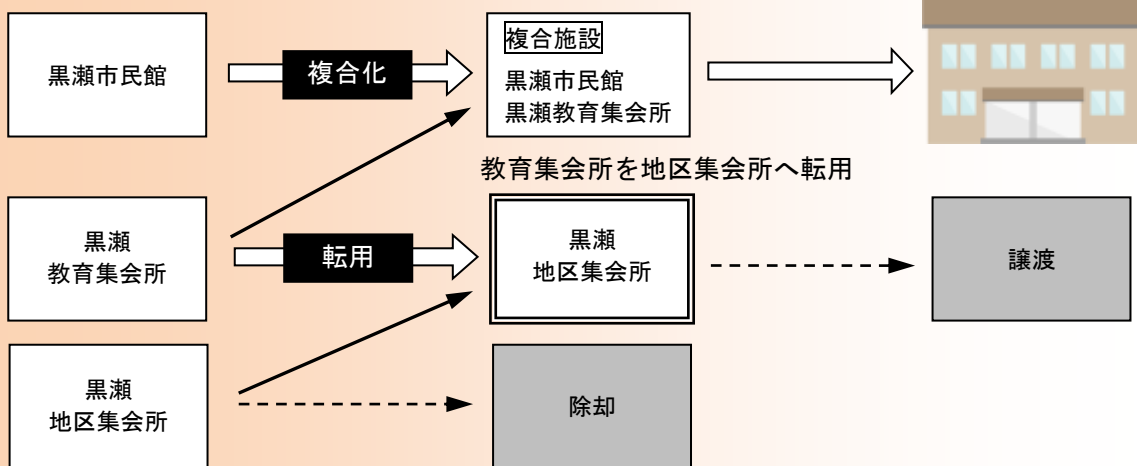 黒瀬市民館
複合化
複合施設
黒瀬市民館
黒瀬教育集会所
教育集会所を地区集会所へ転用
黒瀬
教育集会所
転用
黒瀬
地区集会所
譲渡
黒瀬
地区集会所
除却